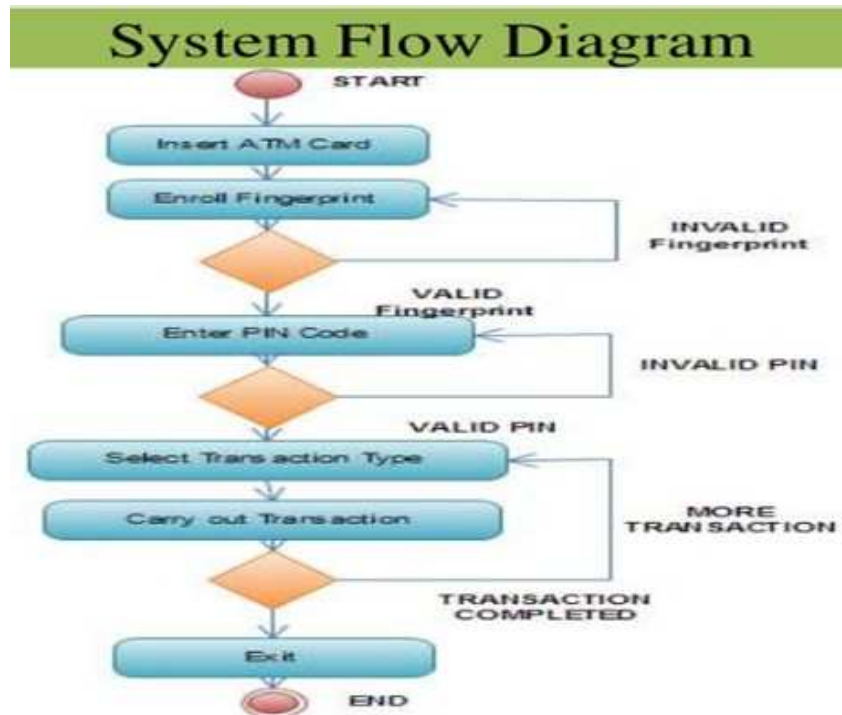 System Flow Diagram
START
Insert ATM Card
Enroll Fingerprint
INVALID
Fingerprint
VALID
Fingerprint
Enter PIN Code
INVALID PIN
VALID PIN
Select Transaction Type
Carry out Transaction
MORE
TRANSACTION
TRANSACTION
COMPLETED
Exit
END